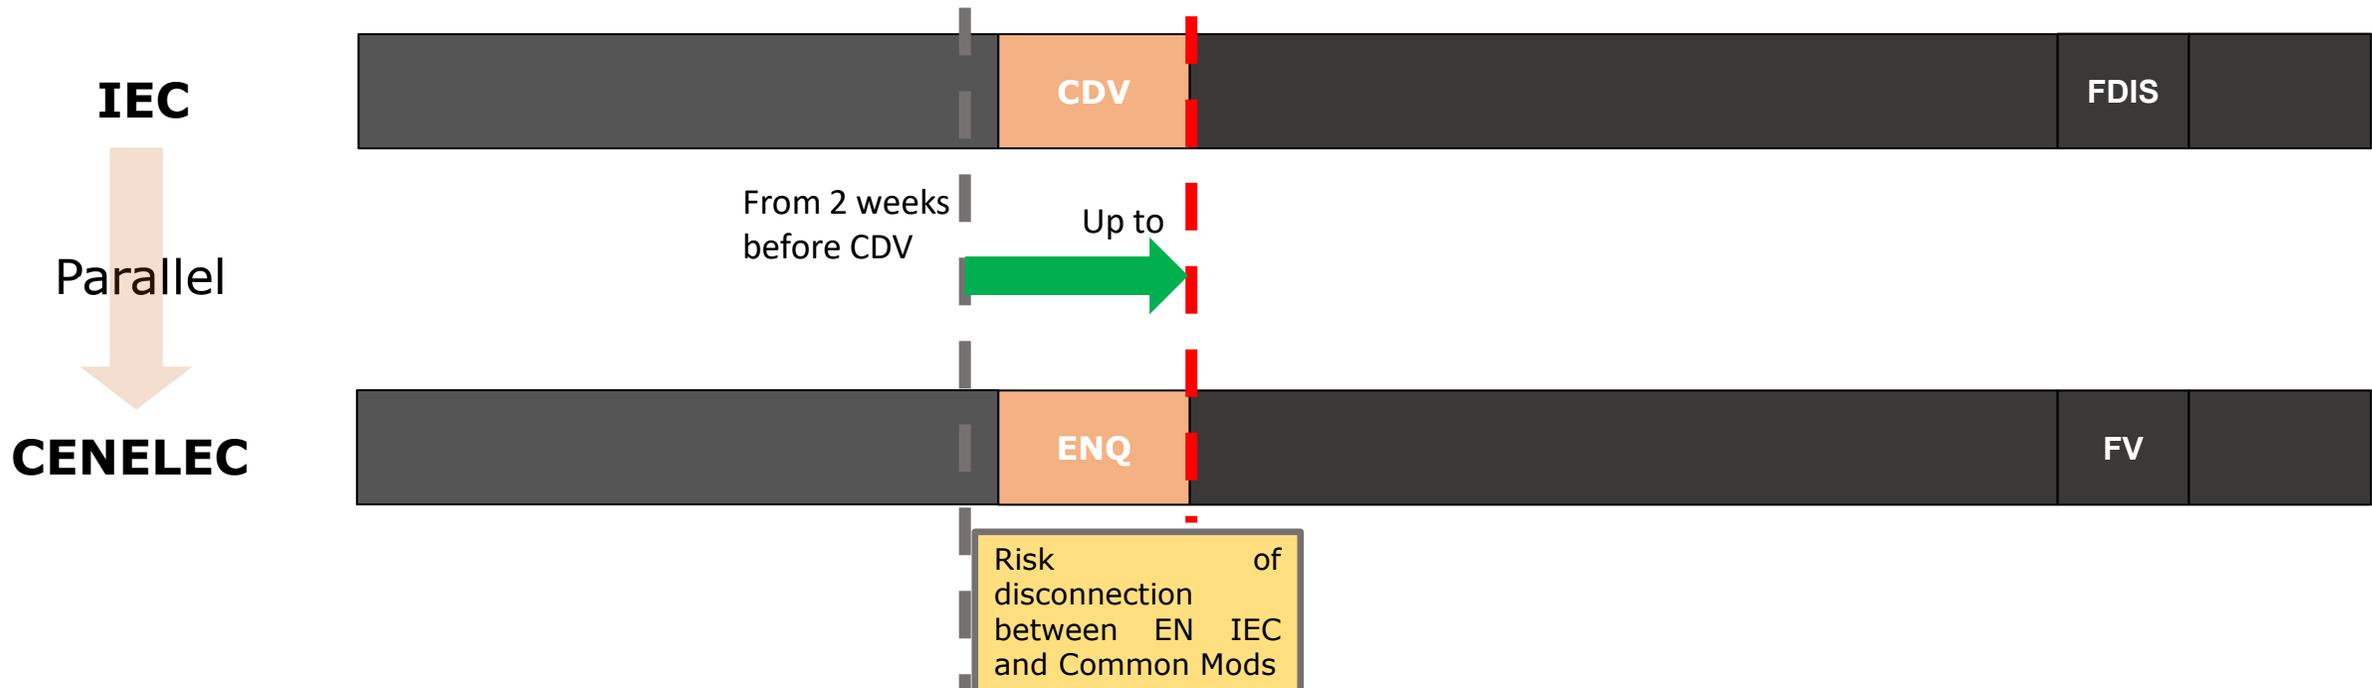 IEC
CDV
FDIS
From 2 weeks
before CDV
Up to
Parallel
CENELEC
ENQ
FV
Risk of
disconnection
between EN IEC
and Common Mods